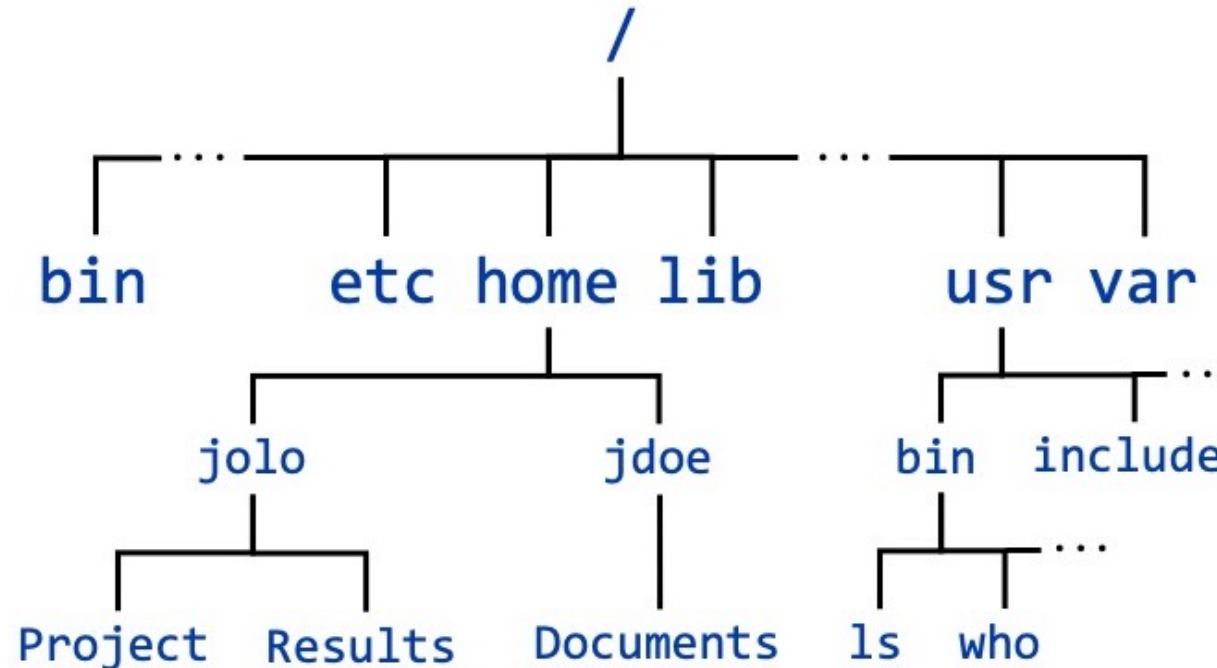 /
... ...
bin etc home lib usr var
...
jolo jdoe bin include
...
Project Results Documents ls who